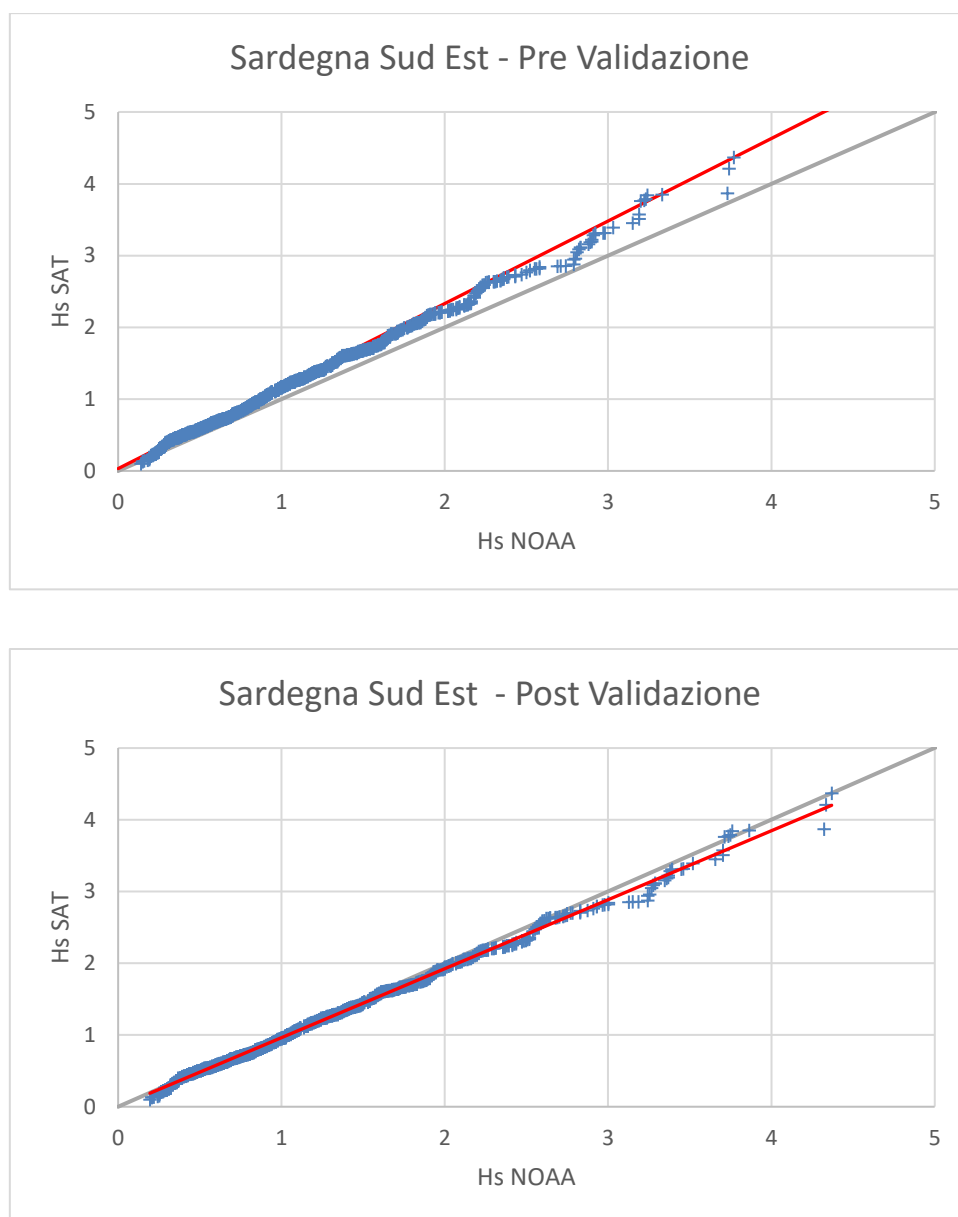 Sardegna Sud Est - Pre Validazione
5
4
3
2
1
0
Hs SAT
0 1 2 3 4 5
Hs NOAA
Sardegna Sud Est - Post Validazione
5
4
3
2
1
0
Hs SAT
0 1 2 3 4 5
Hs NOAA